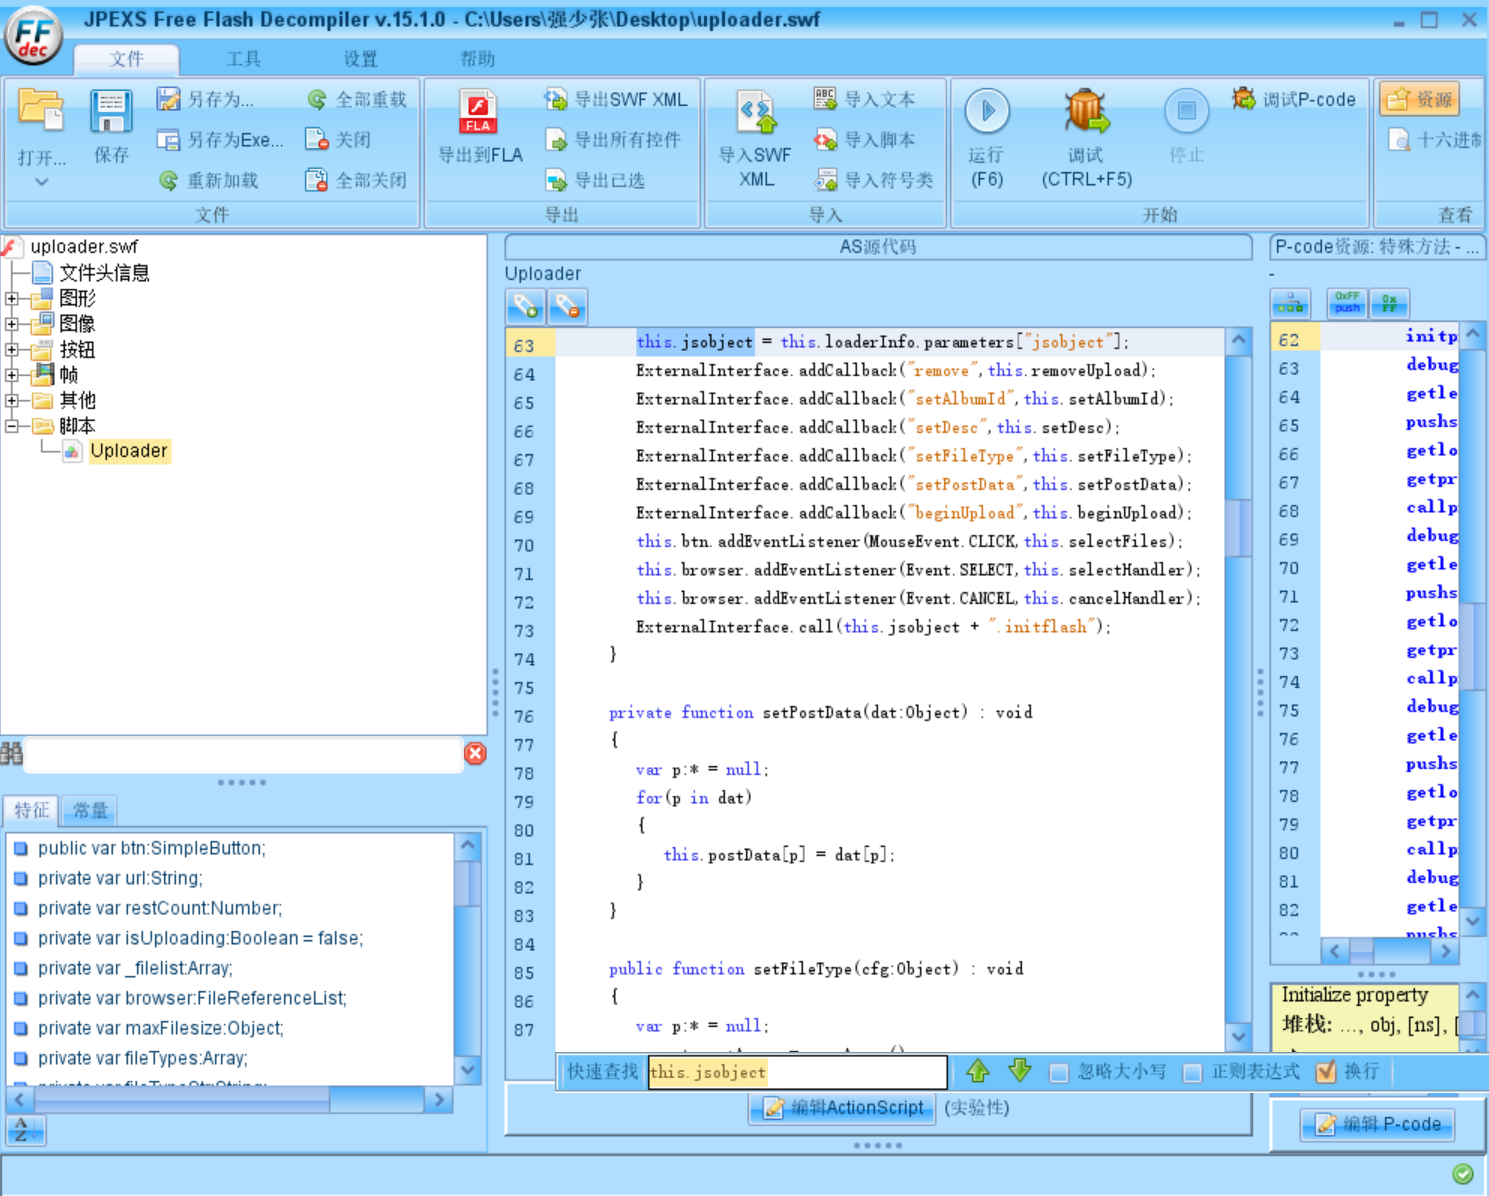 JPEXS Free Flash Decompiler v.15.1.0 - C:\Users\强少张\Desktop\uploader.swf
FF
dec
文件 工具 设置 帮助
打开...
保存
另存为...
另存为Exe...
重新加载
全部重载
关闭
全部关闭
文件
FLA
导出到FLA
导出SWF XML
导出所有控件
导出已选
导出
导入SWF
XML
ABC
导入文本
导入脚本
导入符号类
导入
运行
(F6)
调试
(CTRL+F5)
停止
调试P-code
开始
资源
十六进制
查看
uploader.swf
文件头信息
图形
图像
按钮
帧
其他
脚本
Uploader
特征 常量
public var btn:SimpleButton;
private var url:String;
private var restCount:Number;
private var isUploading:Boolean = false;
private var _filelist:Array;
private var browser:FileReferenceList;
private var maxFilesize:Object;
private var fileTypes:Array;
private var fileTypeStr:String;
A
Z
AS源代码
Uploader
63 this.jsobject = this.loaderInfo.parameters["jsobject"];
64 ExternalInterface.addCallback("remove",this.removeUpload);
65 ExternalInterface.addCallback("setAlbumId",this.setAlbumId);
66 ExternalInterface.addCallback("setDesc",this.setDesc);
67 ExternalInterface.addCallback("setFileType",this.setFileType);
68 ExternalInterface.addCallback("setPostData",this.setPostData);
69 ExternalInterface.addCallback("beginUpload",this.beginUpload);
70 this.btn.addEventListener(MouseEvent.CLICK,this.selectFiles);
71 this.browser.addEventListener(Event.SELECT,this.selectHandler);
72 this.browser.addEventListener(Event.CANCEL,this.cancelHandler);
73 ExternalInterface.call(this.jsobject + ".initflash");
74 }
75
76 private function setPostData(dat:Object) : void
77 {
78 var p:* = null;
79 for(p in dat)
80 {
81 this.postData[p] = dat[p];
82 }
83 }
84
85 public function setFileType(cfg:Object) : void
86 {
87 var p:* = null;
快速查找 this.jsobject 忽略大小写 正则表达式 换行
编辑ActionScript (实验性)
P-code资源: 特殊方法 - ...
-
0xFF
push
0x
FF
62 initp
63 debug
64 getle
65 pushs
66 getlo
67 getpr
68 callp
69 debug
70 getle
71 pushs
72 getlo
73 getpr
74 callp
75 debug
76 getle
77 pushs
78 getlo
79 getpr
80 callp
81 debug
82 getle
pushs
Initialize property
堆栈: ..., obj, [ns], [
编辑 P-code